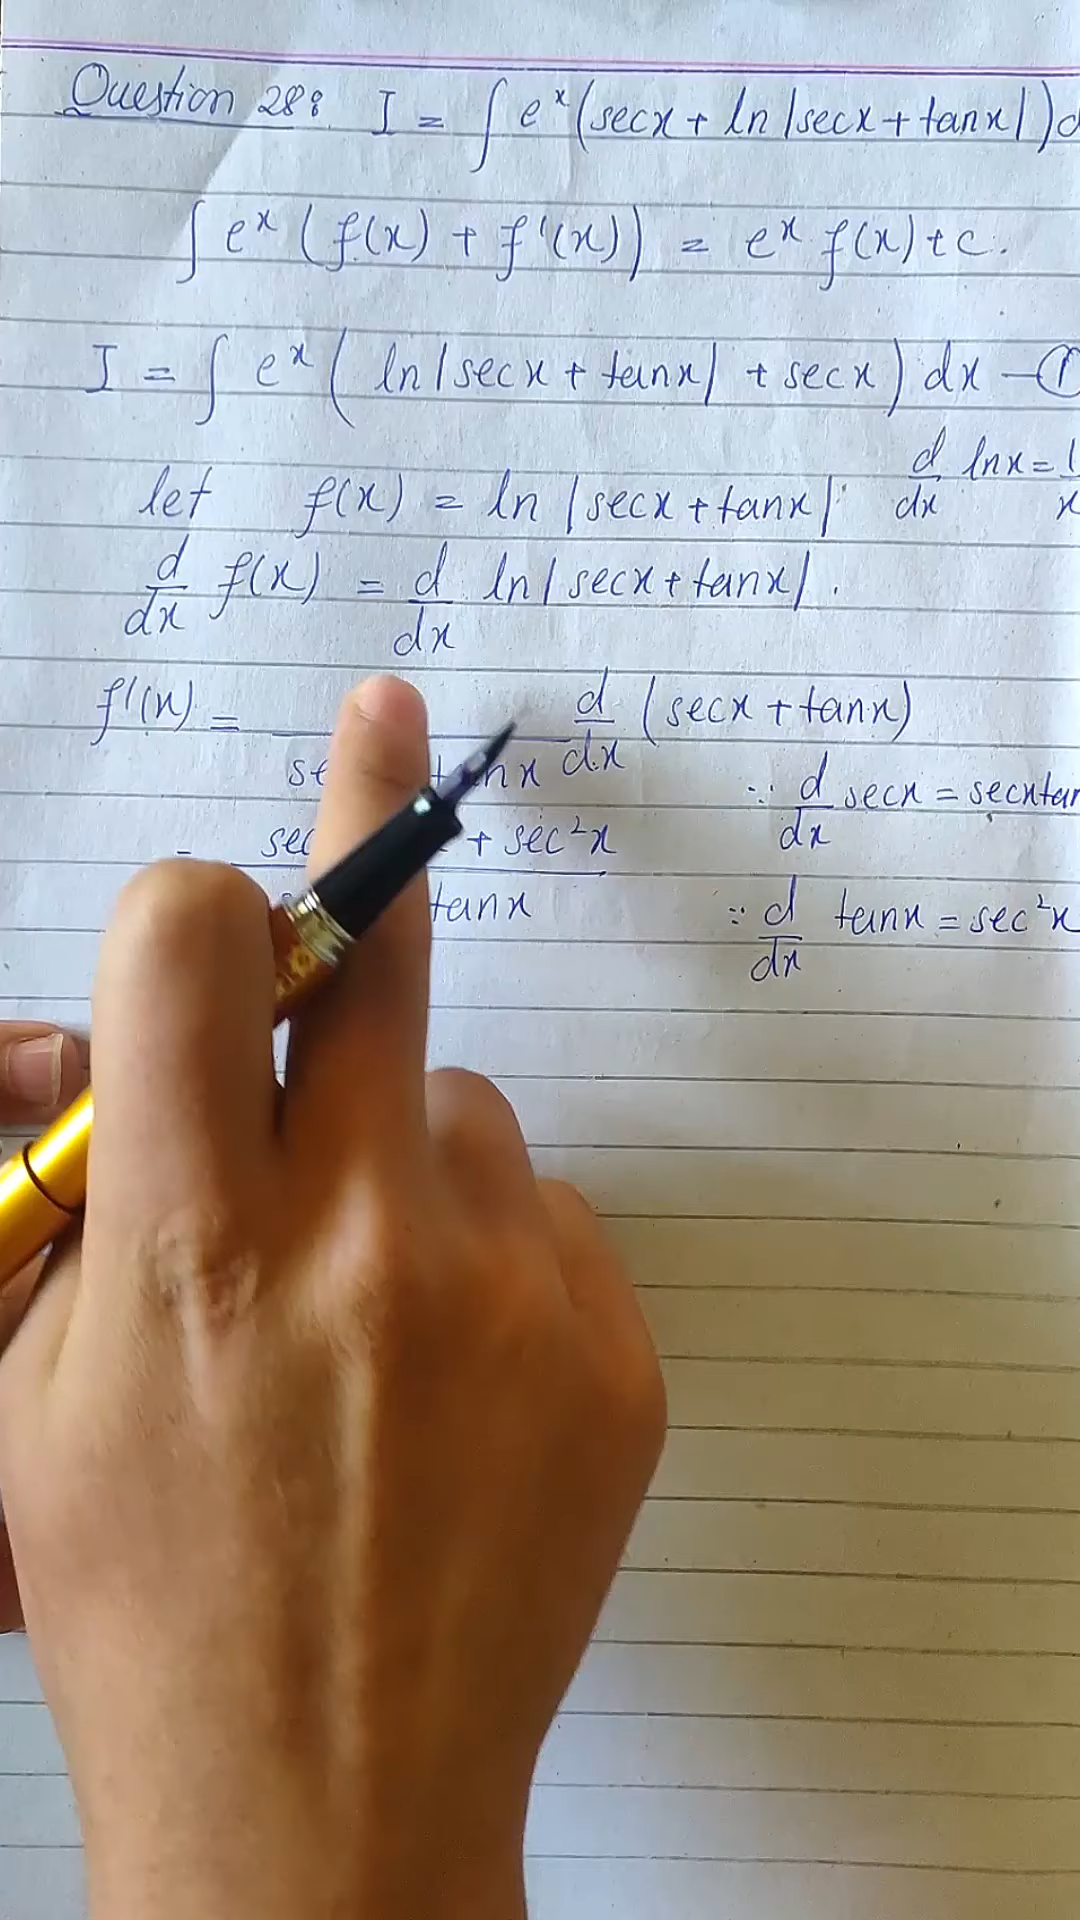 Question 28: I = ∫ eˣ (secx + ln |secx + tanx|) d
∫ eˣ (f(x) + f'(x)) = eˣ f(x) + c.
I = ∫ eˣ ( ln |secx + tanx| + secx ) dx — ①
let f(x) = ln |secx + tanx| d/dx lnx = 1/x
d/dx f(x) = d/dx ln |secx + tanx| .
f'(x) = d/dx (secx + tanx)
∵ d/dx secx = secxtan
+ sec²x
tanx
∵ d/dx tanx = sec²x